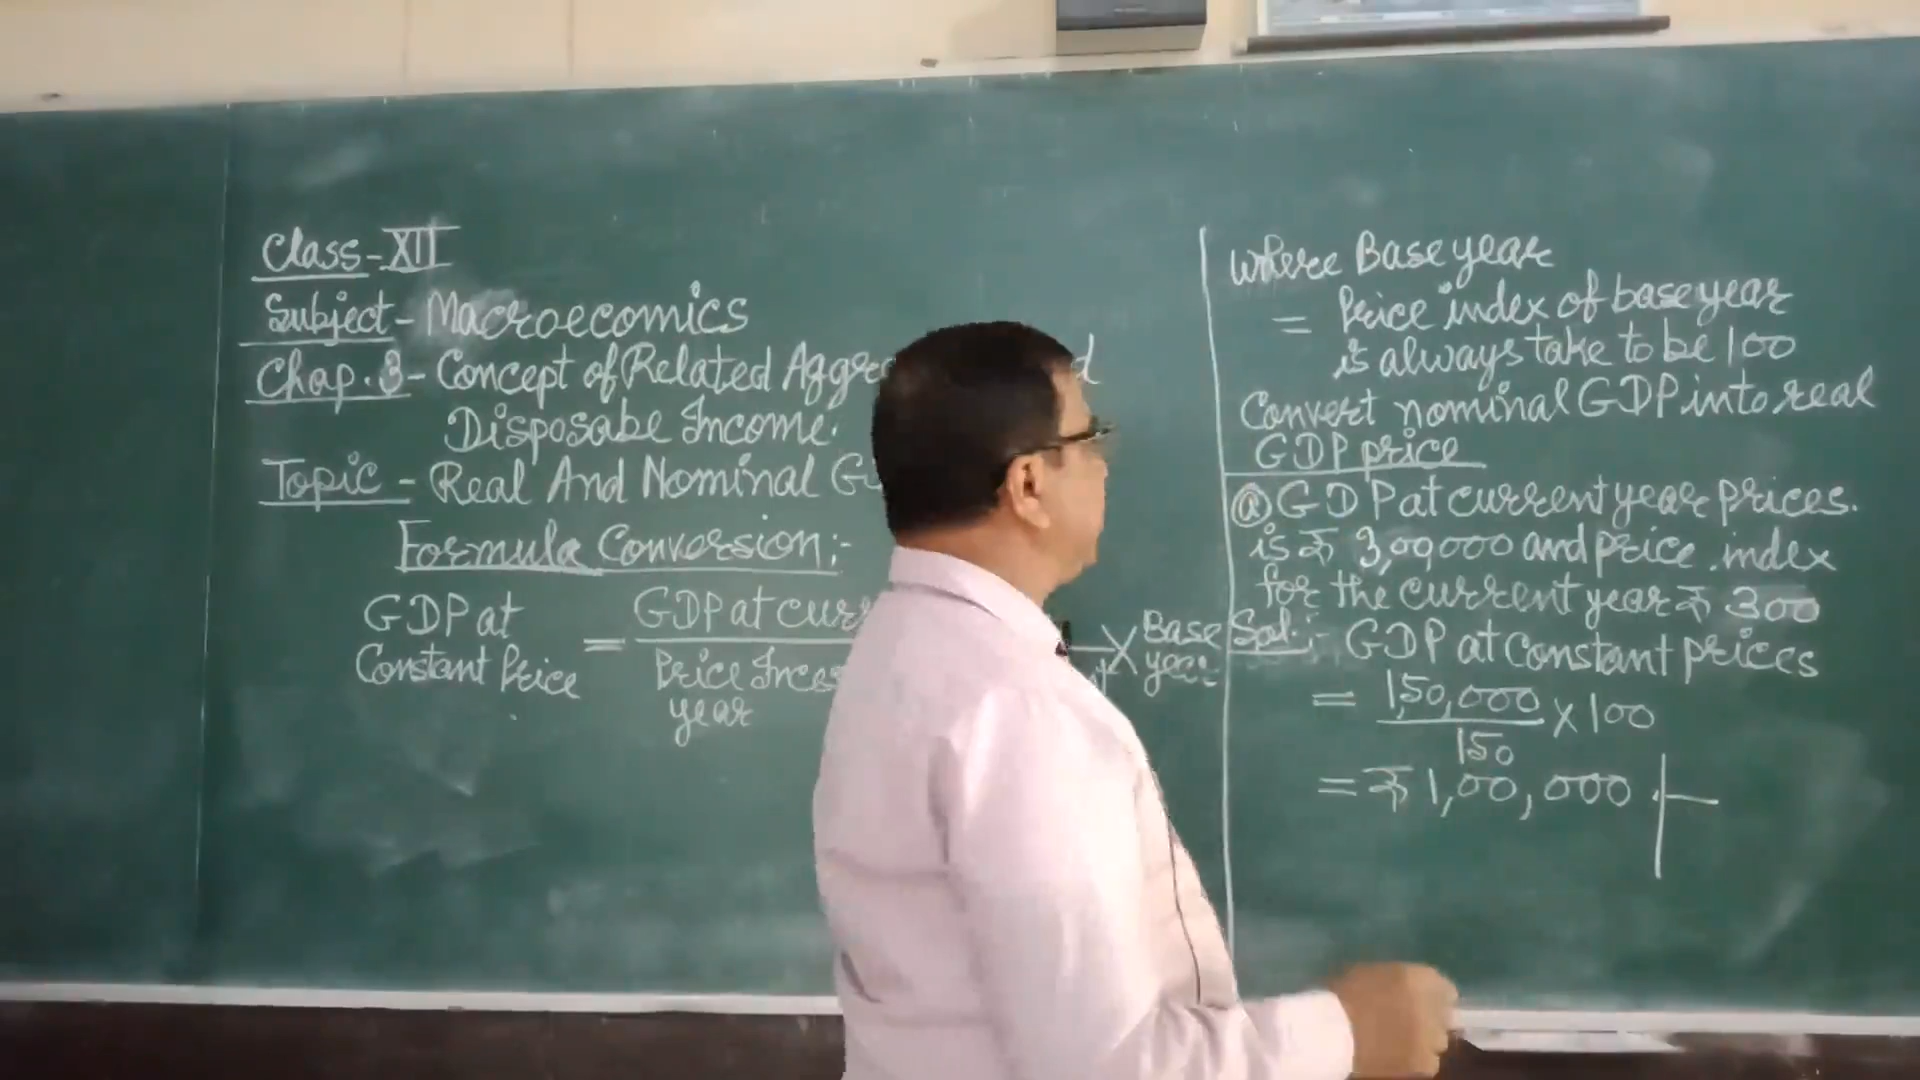 Class-XII
Subject- Macroecomics
Chap.3- Concept of Related
Disposabe Income.
Topic - Real And Nominal
Formula Conversion:-
GDP at Constant Price = GDP at
Price
year
X Base year
Where Base year
= Price index of base year
is always take to be 100
Convert nominal GDP into real
GDP price
(a) GDP at current year prices.
is ₹ 3,00,000 and price index
for the current year ₹ 300
Sol:- GDP at Constant prices
= 1,50,000 X 100
150
= ₹ 1,00,000